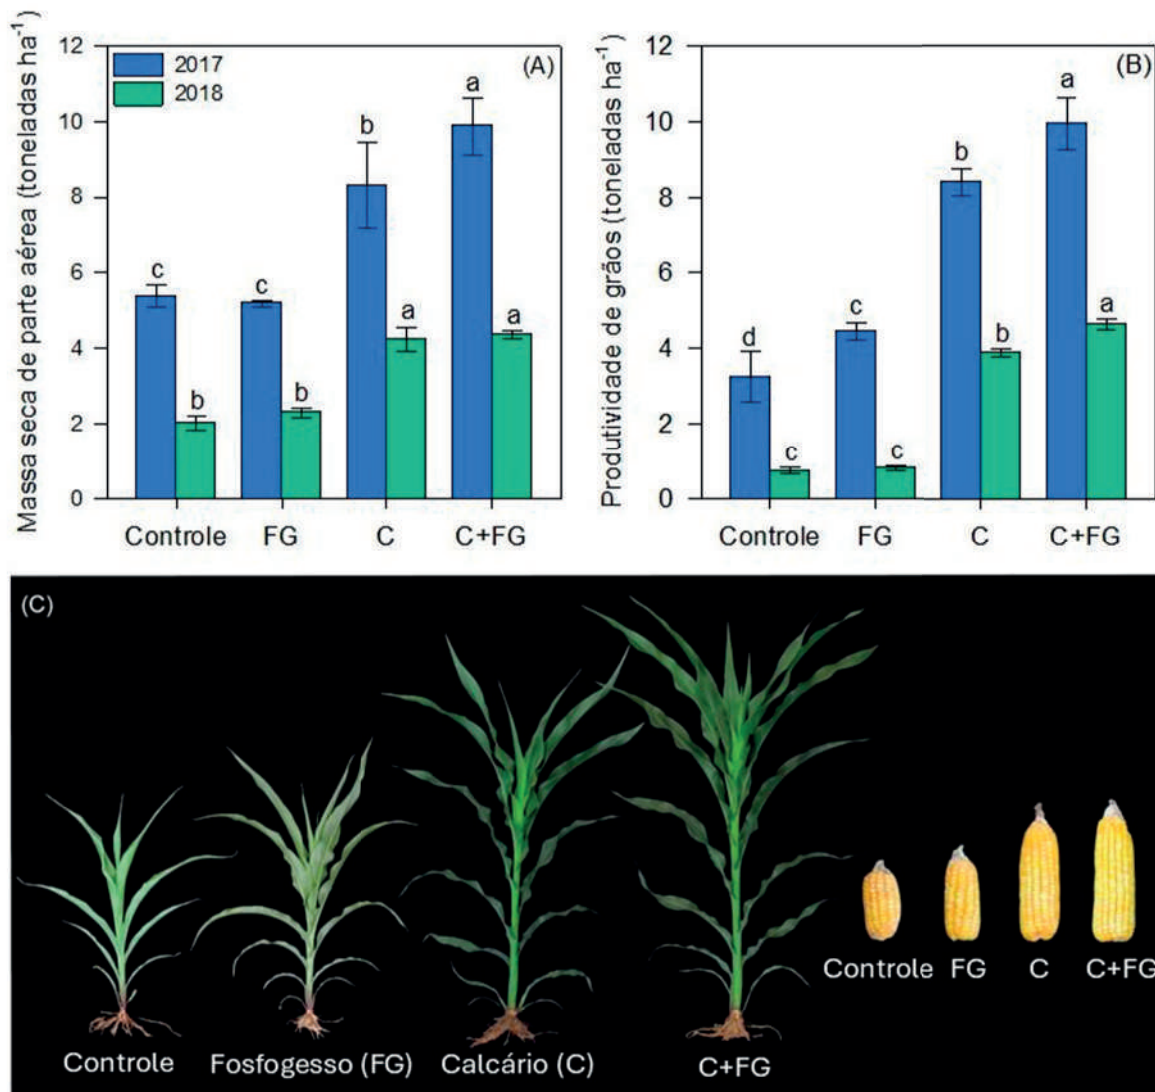 Massa seca de parte aérea (toneladas ha⁻¹)
12
10
8
6
4
2
0
2017
2018
(A)
c
b
c
b
b
a
a
a
Controle
FG
C
C+FG
Produtividade de grãos (toneladas ha⁻¹)
12
10
8
6
4
2
0
(B)
d
c
c
c
b
b
a
a
Controle
FG
C
C+FG
(C)
Controle
Fosfogesso (FG)
Calcário (C)
C+FG
Controle
FG
C
C+FG